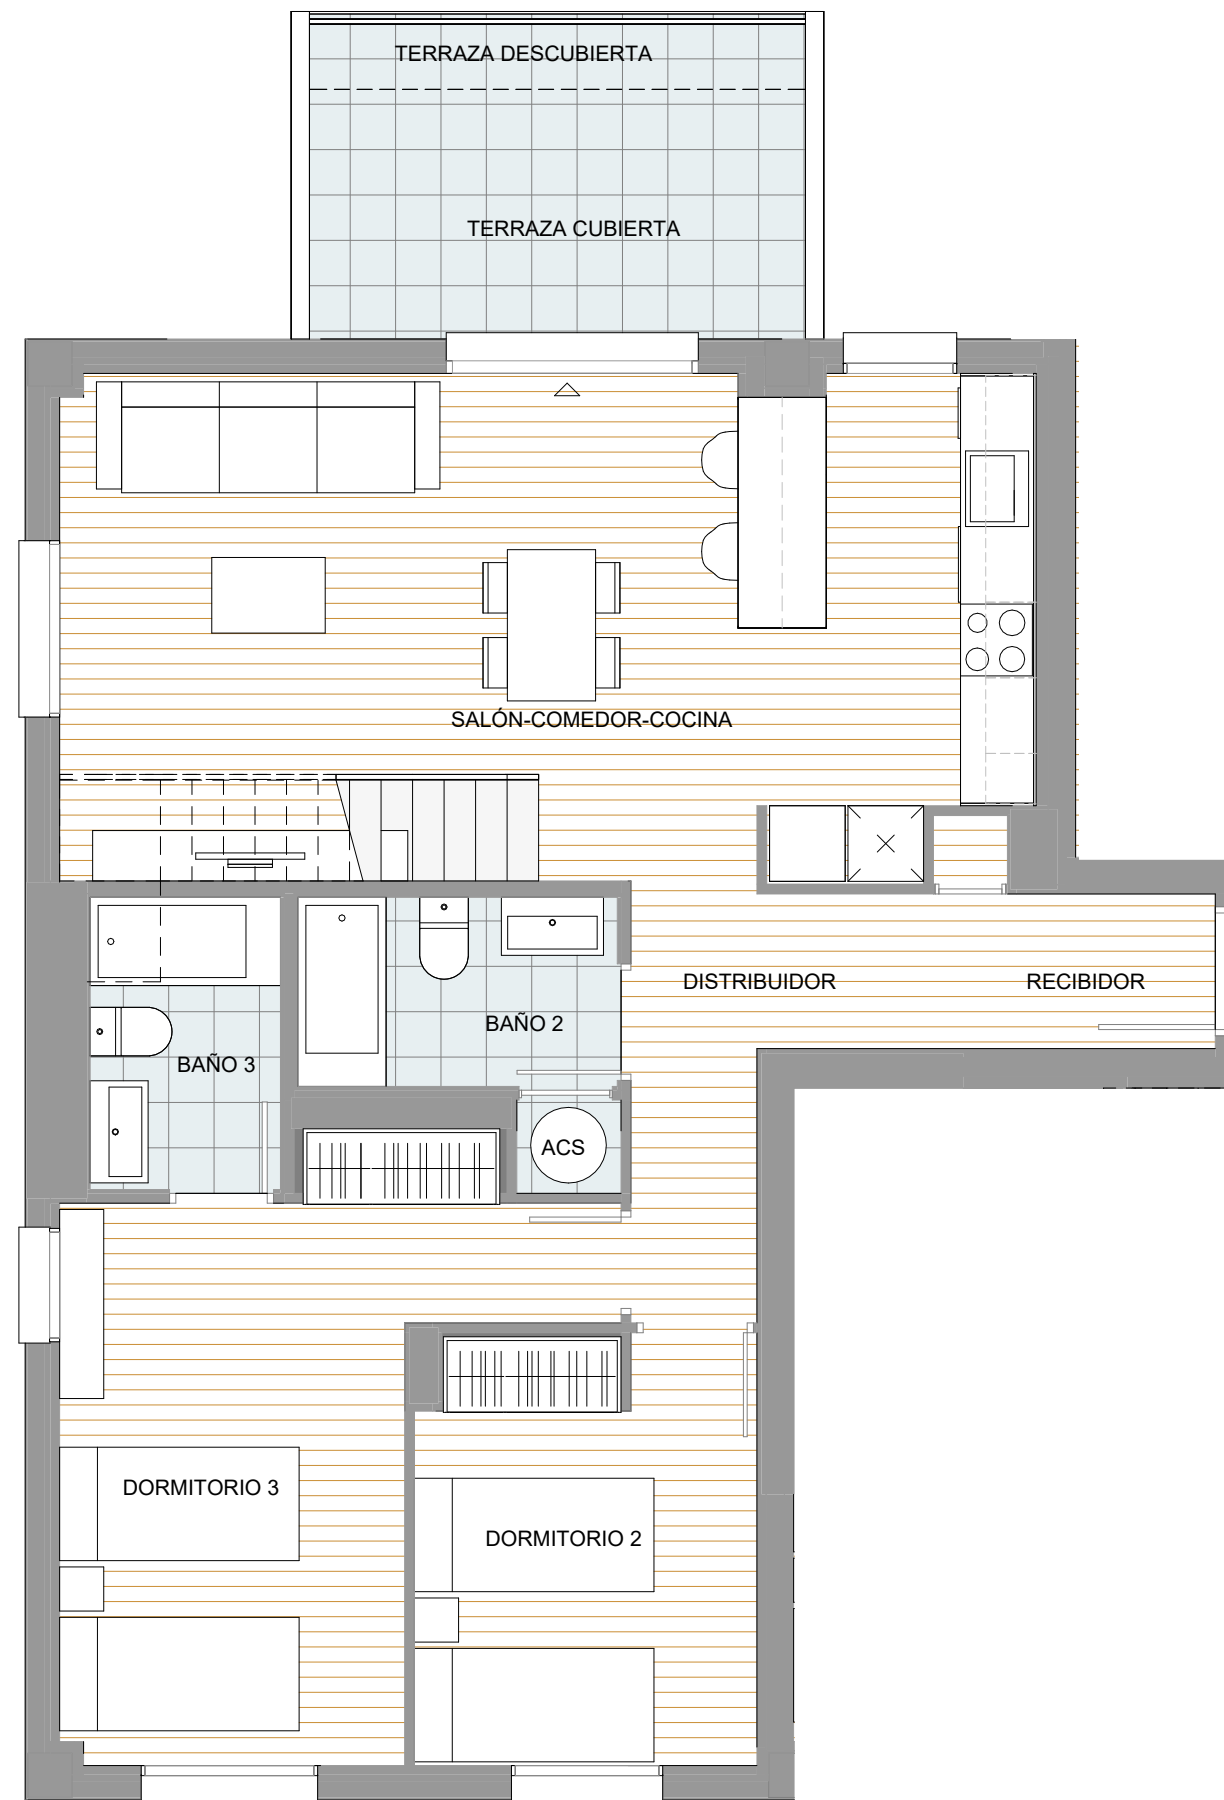 TERRAZA DESCUBIERTA
TERRAZA CUBIERTA
SALÓN-COMEDOR-COCINA
DISTRIBUIDOR
RECIBIDOR
BAÑO 2
BAÑO 3
ACS
DORMITORIO 3
DORMITORIO 2